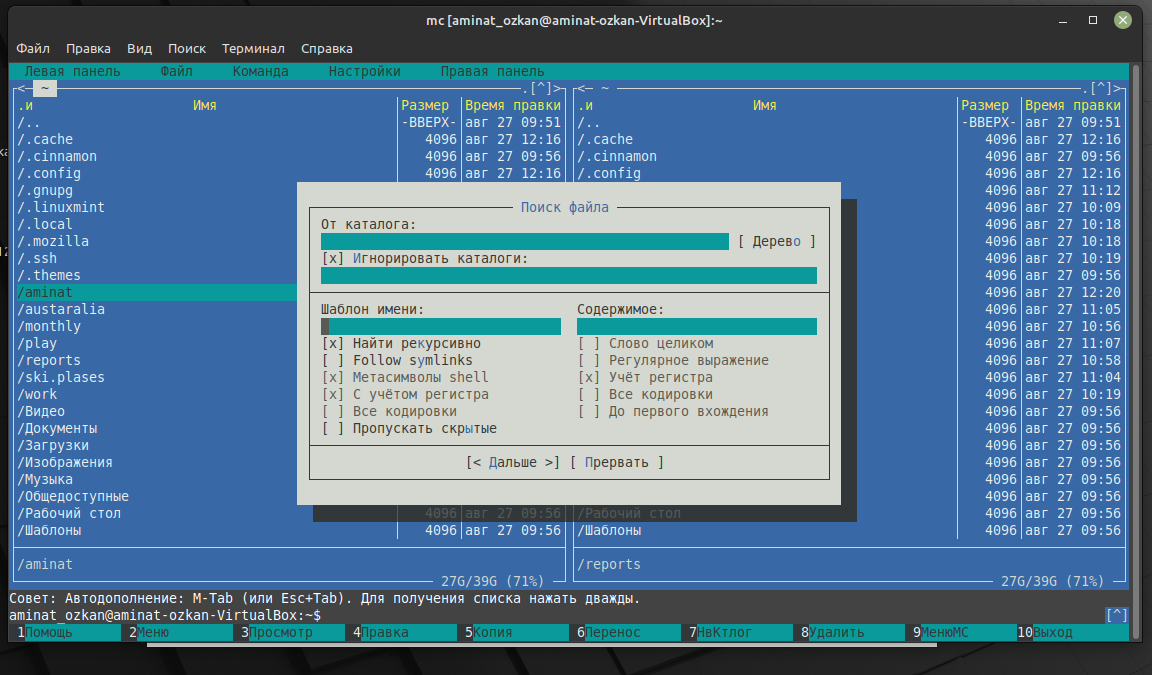 mc [aminat_ozkan@aminat-ozkan-VirtualBox]:~
Файл Правка Вид Поиск Терминал Справка
Левая панель Файл Команда Настройки Правая панель
<─ ~ ─.[^]> <─ ~ ─.[^]>
.и Имя Размер Время правки .и Имя Размер Время правки
/.. -ВВЕРХ- авг 27 09:51 /.. -ВВЕРХ- авг 27 09:51
/.cache 4096 авг 27 12:16 /.cache 4096 авг 27 12:16
/.cinnamon 4096 авг 27 09:56 /.cinnamon 4096 авг 27 09:56
/.config 4096 авг 27 12:16 /.config 4096 авг 27 12:16
/.gnupg 4096 авг 27 11:12
/.linuxmint Поиск файла 4096 авг 27 10:09
/.local От каталога: 4096 авг 27 10:18
/.mozilla [ Дерево ] 4096 авг 27 10:18
/.ssh [x] Игнорировать каталоги: 4096 авг 27 10:19
/.themes 4096 авг 27 09:56
/aminat 4096 авг 27 12:20
/austaralia Шаблон имени: Содержимое: 4096 авг 27 11:05
/monthly 4096 авг 27 10:56
/play [x] Найти рекурсивно [ ] Слово целиком 4096 авг 27 11:07
/reports [ ] Follow symlinks [ ] Регулярное выражение 4096 авг 27 10:58
/ski.plases [x] Метасимволы shell [x] Учёт регистра 4096 авг 27 11:04
/work [x] С учётом регистра [ ] Все кодировки 4096 авг 27 10:19
/Видео [ ] Все кодировки [ ] До первого вхождения 4096 авг 27 09:56
/Документы [ ] Пропускать скрытые 4096 авг 27 09:56
/Загрузки 4096 авг 27 09:56
/Изображения [< Дальше >] [ Прервать ] 4096 авг 27 09:56
/Музыка 4096 авг 27 09:56
/Общедоступные 4096 авг 27 09:56
/Рабочий стол 4096 авг 27 09:56 /Рабочий стол 4096 авг 27 09:56
/Шаблоны 4096 авг 27 09:56 /Шаблоны 4096 авг 27 09:56
/aminat /reports
27G/39G (71%) 27G/39G (71%)
Совет: Автодополнение: M-Tab (или Esc+Tab). Для получения списка нажать дважды.
aminat_ozkan@aminat-ozkan-VirtualBox:~$ [^]
1Помощь 2Меню 3Просмотр 4Правка 5Копия 6Перенос 7НвКтлог 8Удалить 9МенюМС 10Выход